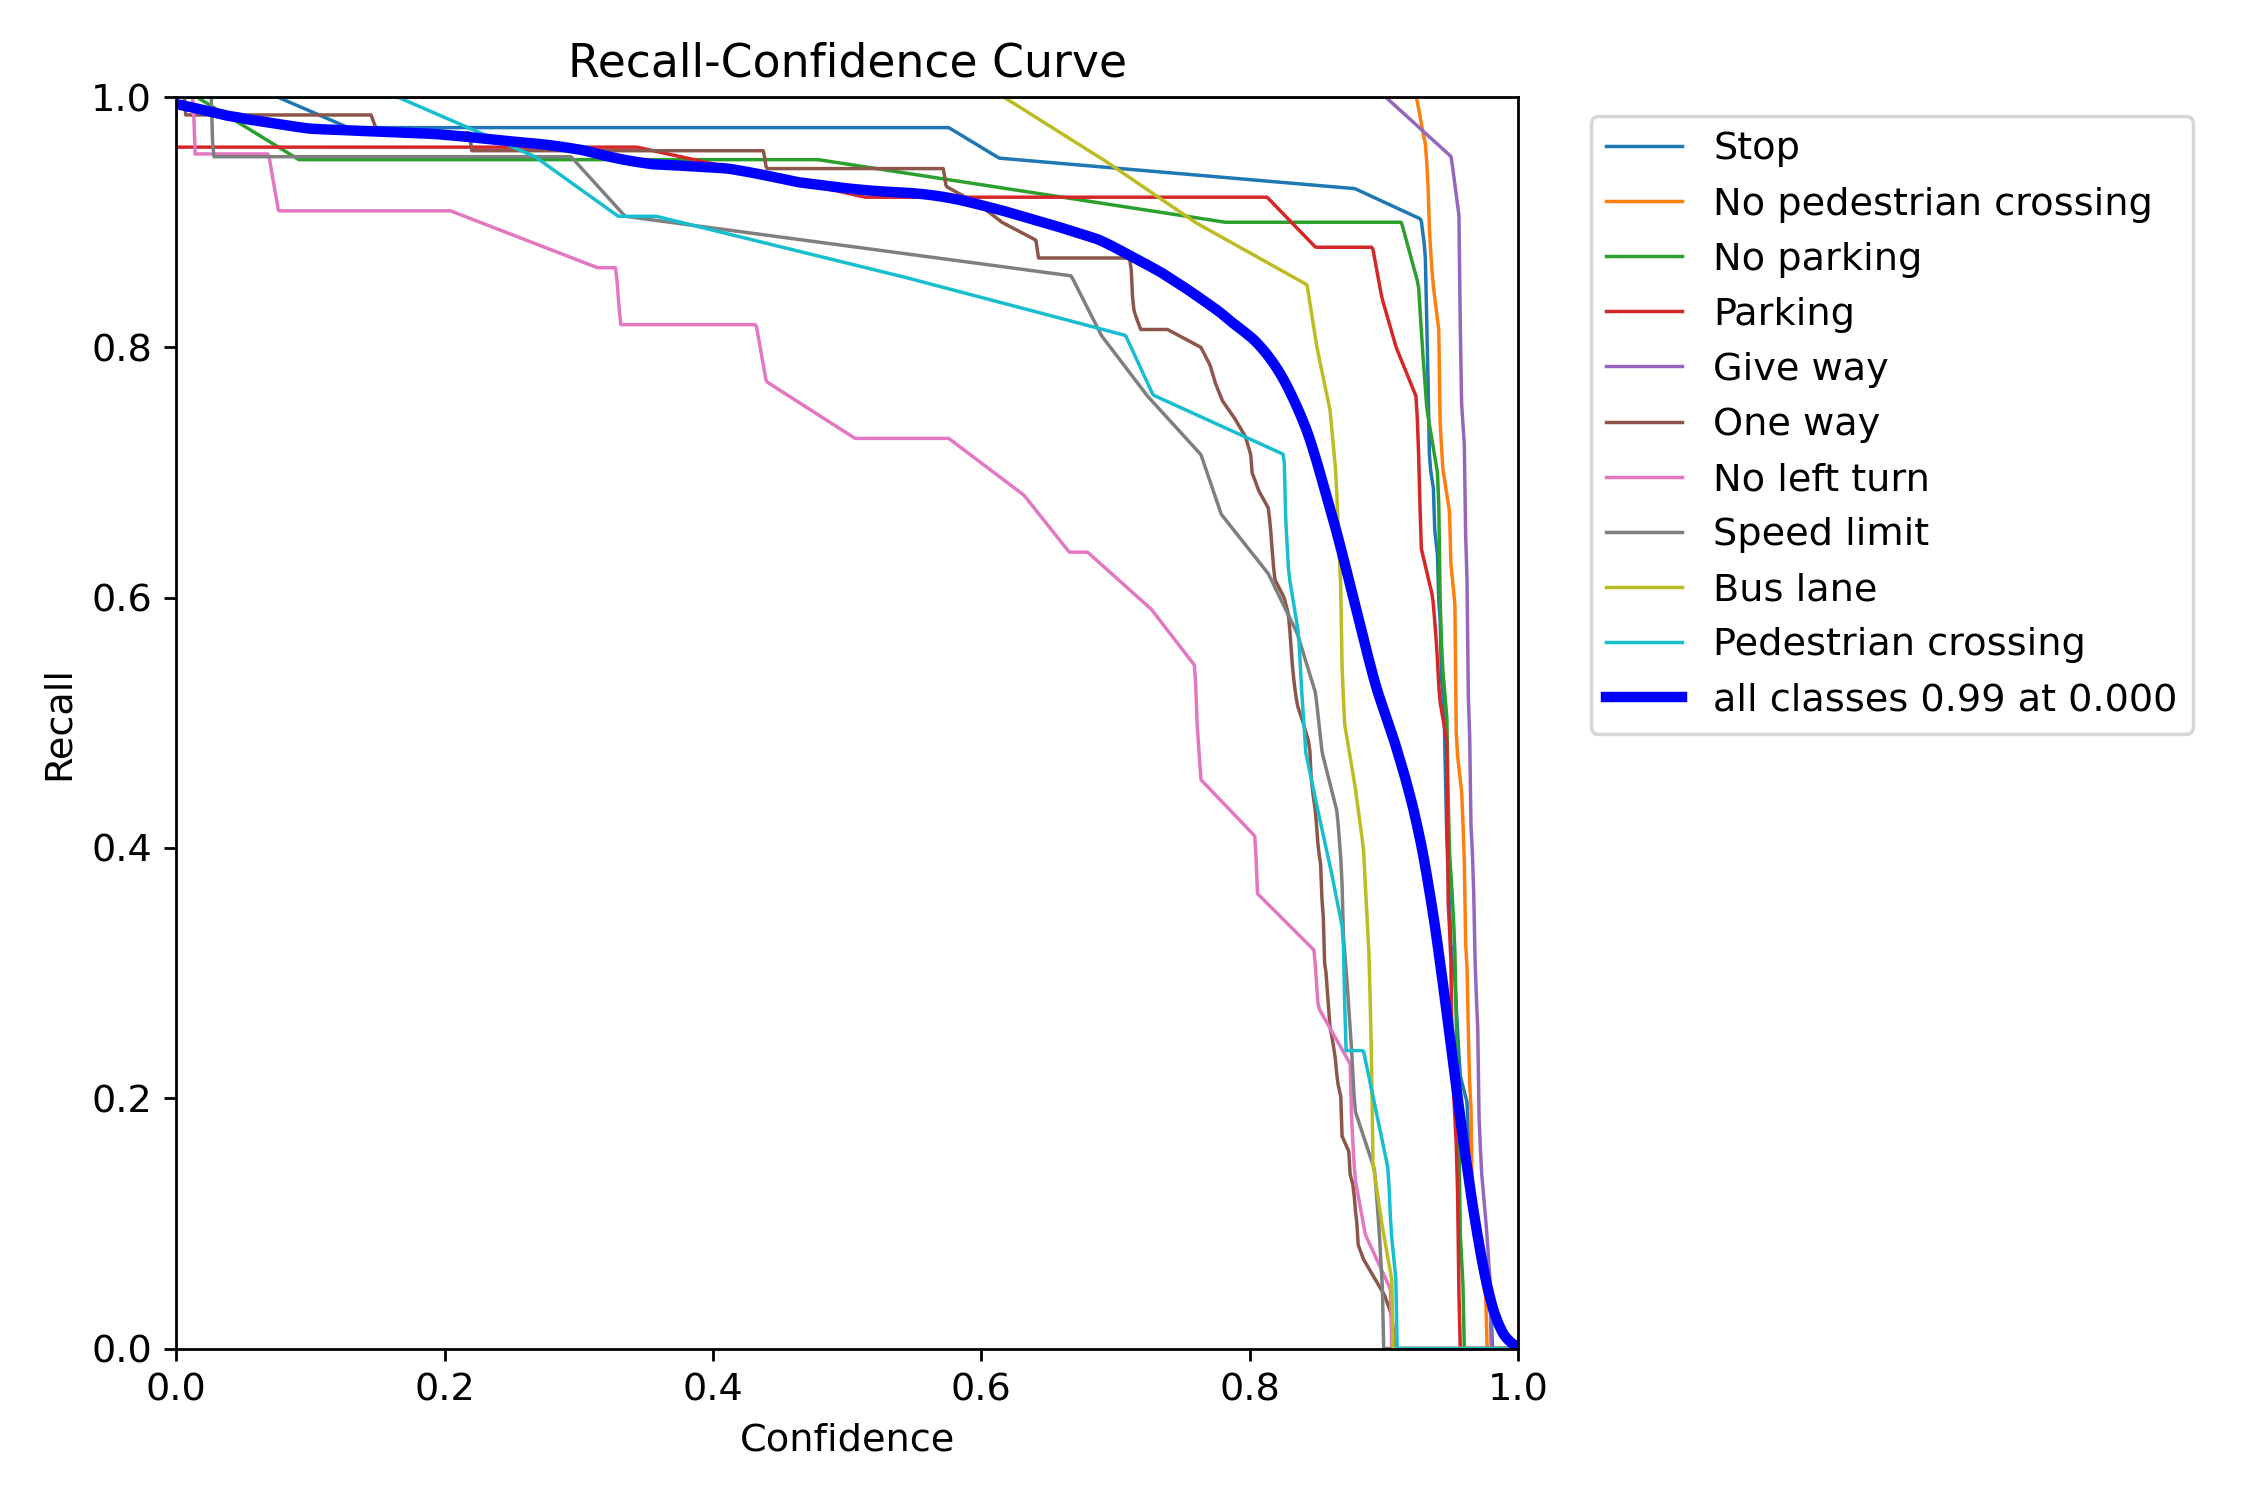 Recall-Confidence Curve
1.0
0.8
0.6
0.4
0.2
0.0
Recall
0.0 0.2 0.4 0.6 0.8 1.0
Confidence
Stop
No pedestrian crossing
No parking
Parking
Give way
One way
No left turn
Speed limit
Bus lane
Pedestrian crossing
all classes 0.99 at 0.000